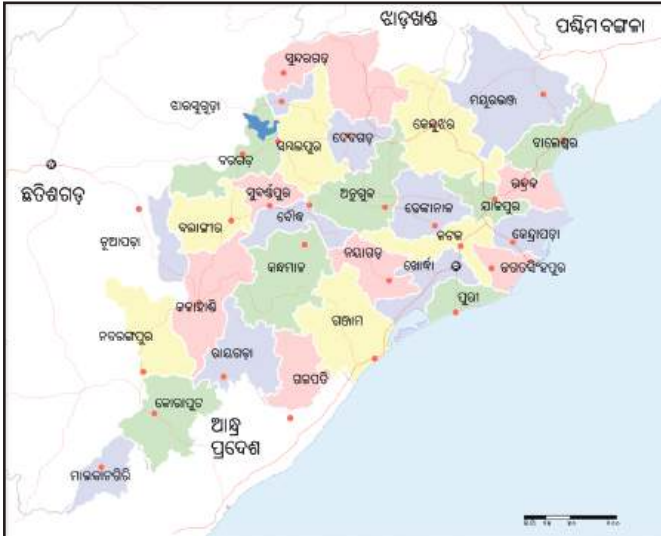 ଝାଡ଼ଖଣ୍ଡ
ପଶ୍ଚିମ ବଙ୍ଗଳା
ସୁନ୍ଦରଗଡ଼
ଝାରସୁଗୁଡ଼ା
ମୟୂରଭଞ୍ଜ
କେନ୍ଦୁଝର
ବାଲେଶ୍ୱର
ସମ୍ବଲପୁର
ଦେବଗଡ଼
ବରଗଡ଼
ଛତିଶଗଡ଼
ଭଦ୍ରକ
ସୁବର୍ଣ୍ଣପୁର
ଅନୁଗୁଳ
ଢେଙ୍କାନାଳ
ଯାଜପୁର
ବଲାଙ୍ଗୀର
ବୌଦ୍ଧ
କଟକ
କେନ୍ଦ୍ରାପଡ଼ା
ନୂଆପଡ଼ା
ନୟାଗଡ଼
ଖୋର୍ଦ୍ଧା
ଜଗତସିଂହପୁର
କନ୍ଧମାଳ
ପୁରୀ
କଳାହାଣ୍ଡି
ଗଞ୍ଜାମ
ନବରଙ୍ଗପୁର
ରାୟଗଡ଼ା
ଗଜପତି
କୋରାପୁଟ
ଆନ୍ଧ୍ର
ପ୍ରଦେଶ
ମାଲକାନଗିରି